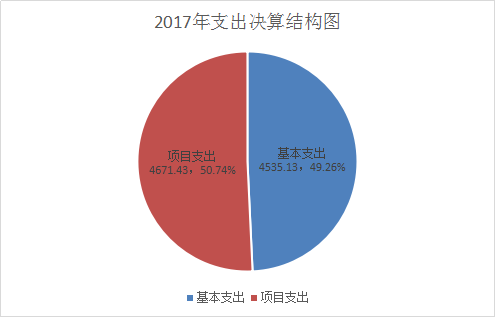 2017年支出决算结构图
项目支出
4671.43，50.74%
基本支出
4535.13，49.26%
基本支出 项目支出